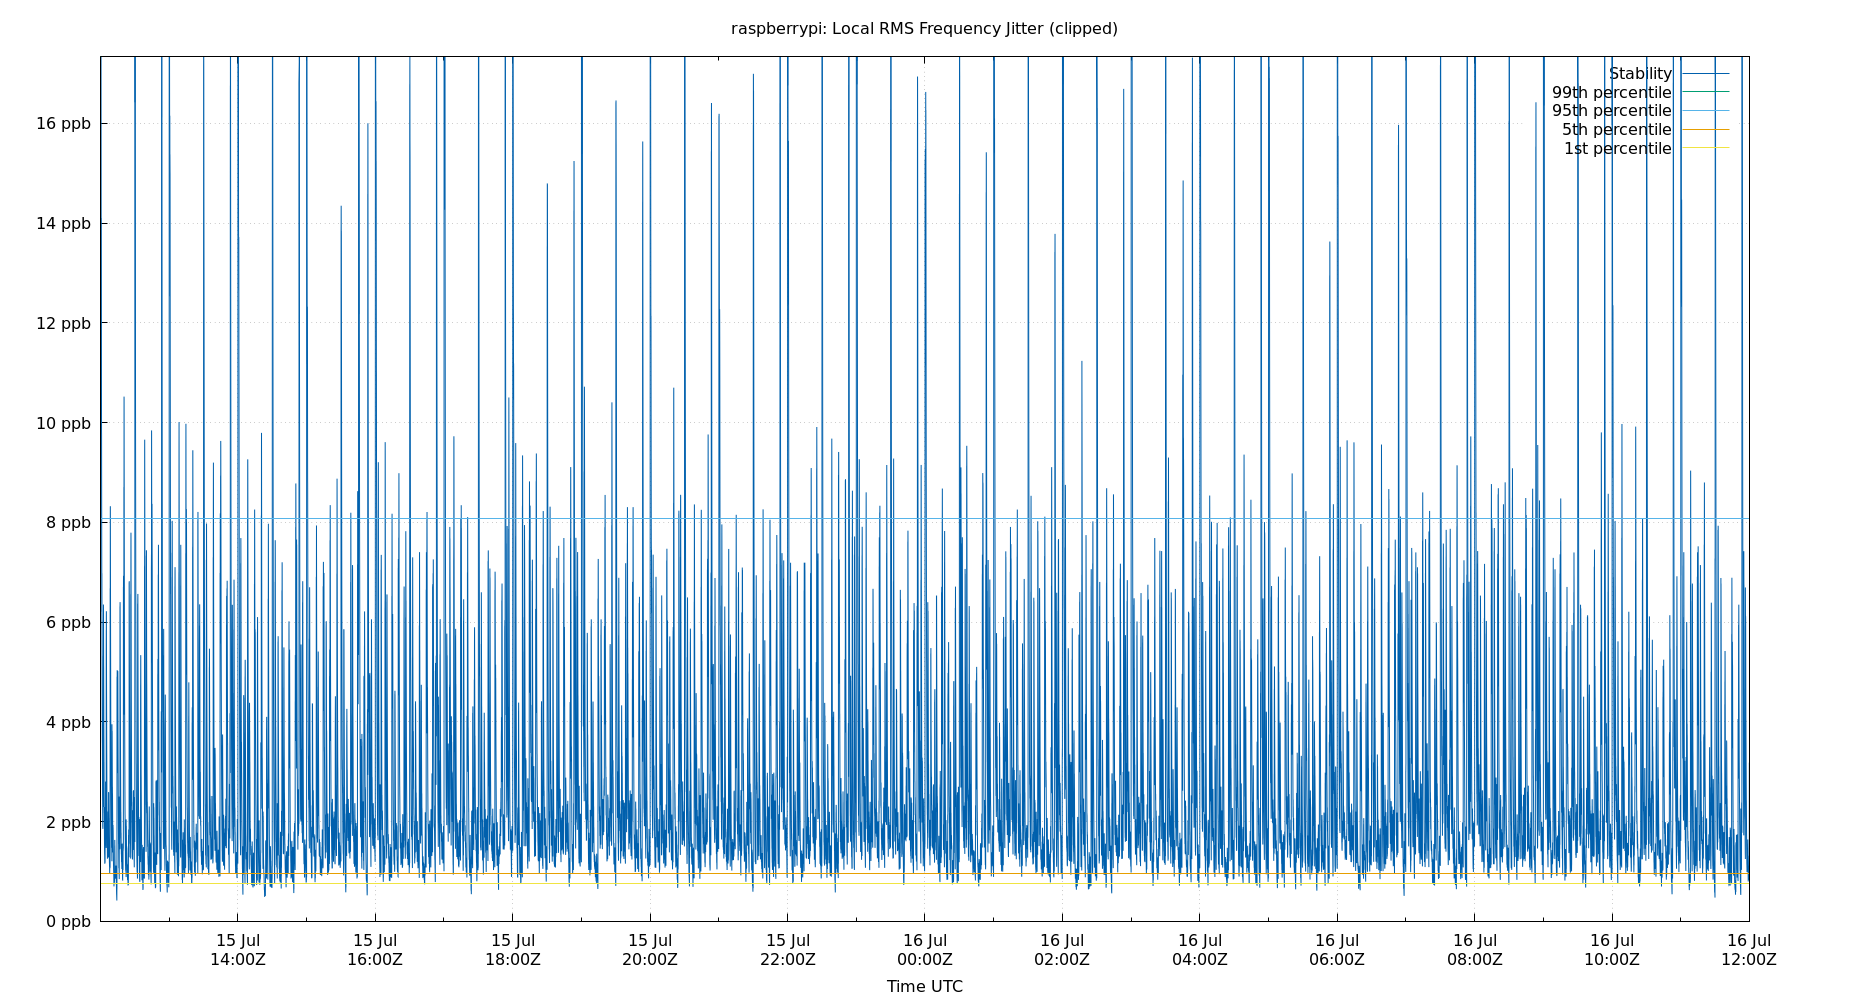 raspberrypi: Local RMS Frequency Jitter (clipped)
Stability
99th percentile
95th percentile
5th percentile
1st percentile
16 ppb
14 ppb
12 ppb
10 ppb
8 ppb
6 ppb
4 ppb
2 ppb
0 ppb
15 Jul 15 Jul 15 Jul 15 Jul 15 Jul 16 Jul 16 Jul 16 Jul 16 Jul 16 Jul 16 Jul 16 Jul
14:00Z 16:00Z 18:00Z 20:00Z 22:00Z 00:00Z 02:00Z 04:00Z 06:00Z 08:00Z 10:00Z 12:00Z
Time UTC